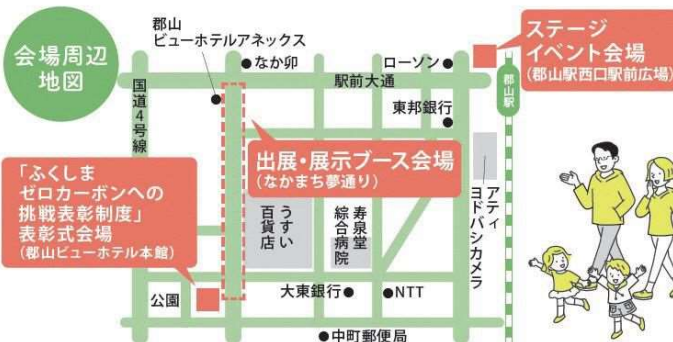 会場周辺
地図
郡山
ビューホテルアネックス
なか卯
ローソン
駅前大通
国道4号線
東邦銀行
郡山駅
ステージ
イベント会場
(郡山駅西口駅前広場)
出展・展示ブース会場
(なかまち夢通り)
「ふくしま
ゼロカーボンへの
挑戦表彰制度」
表彰式会場
(郡山ビューホテル本館)
うすい
百貨店
寿泉堂
綜合病院
アティ
ヨドバシカメラ
公園
大東銀行
NTT
中町郵便局